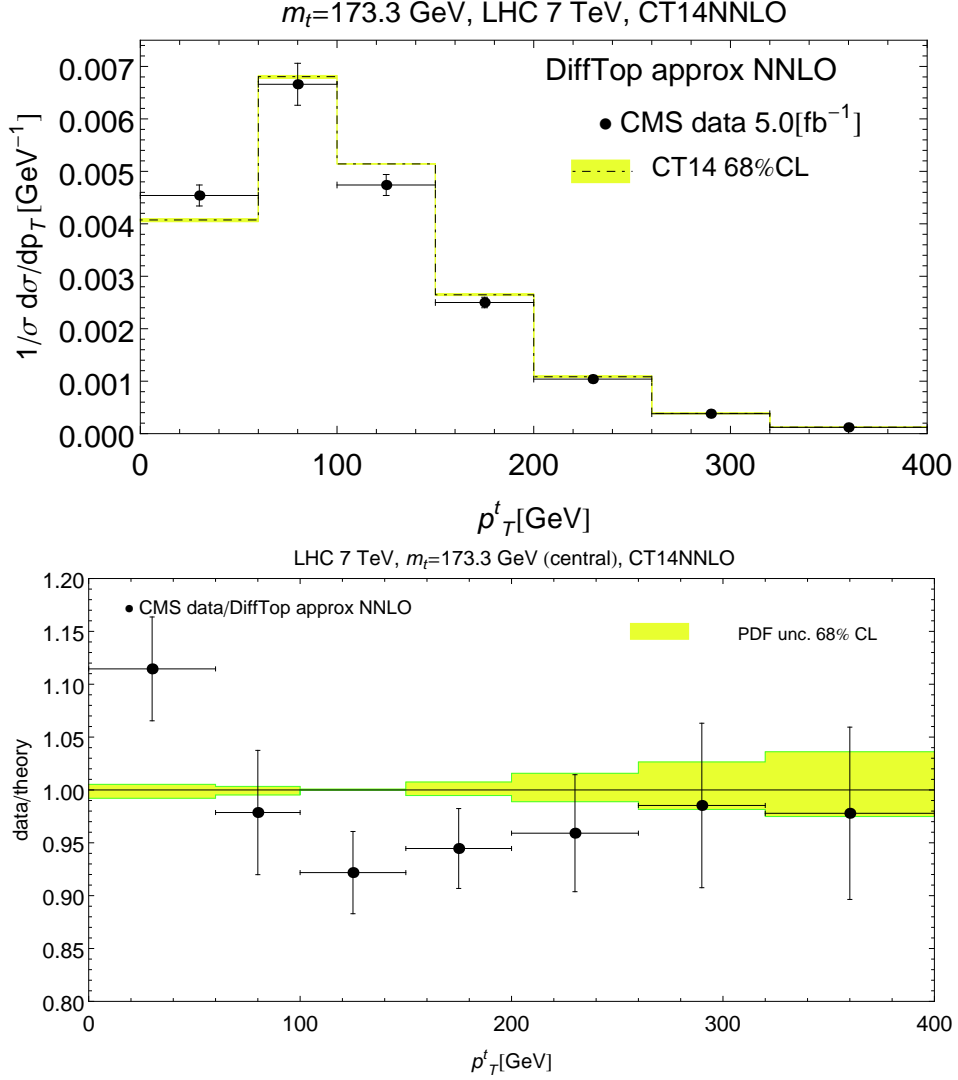 m_t=173.3 GeV, LHC 7 TeV, CT14NNLO
DiffTop approx NNLO
CMS data 5.0[fb⁻¹]
CT14 68%CL
1/σ dσ/dp_T[GeV⁻¹]
0.007
0.006
0.005
0.004
0.003
0.002
0.001
0.000
0 100 200 300 400
p^t_T[GeV]
LHC 7 TeV, m_t=173.3 GeV (central), CT14NNLO
CMS data/DiffTop approx NNLO
PDF unc. 68% CL
data/theory
1.20
1.15
1.10
1.05
1.00
0.95
0.90
0.85
0.80
0 100 200 300 400
p^t_T[GeV]